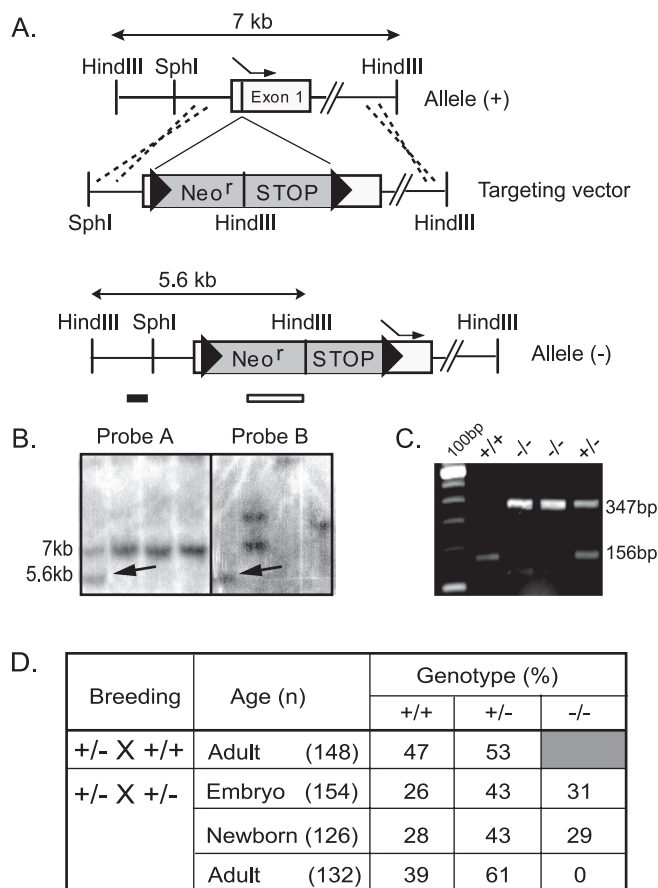 A.
7 kb
HindIII SphI HindIII
Exon 1
Allele (+)
Neoʳ STOP
Targeting vector
SphI HindIII HindIII
5.6 kb
HindIII SphI HindIII HindIII
Neoʳ STOP
Allele (-)
B.
Probe A Probe B
7kb
5.6kb
C.
100bp +/+ -/- -/- +/-
347bp
156bp
D.
Breeding Age (n) Genotype (%)
+/+ +/- -/-
+/- X +/+ Adult (148) 47 53
+/- X +/- Embryo (154) 26 43 31
Newborn (126) 28 43 29
Adult (132) 39 61 0